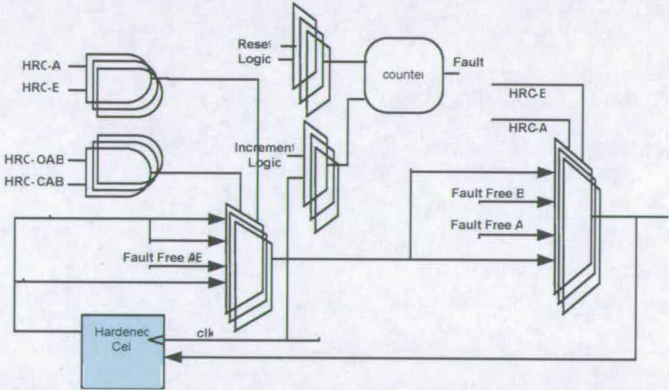 HRC-A
HRC-E
Reset
Logic
counter
Fault
HRC-E
HRC-A
HRC-OAB
HRC-CAB
Increment
Logic
Fault Free B
Fault Free A
Fault Free AE
Hardened
Cell
clk